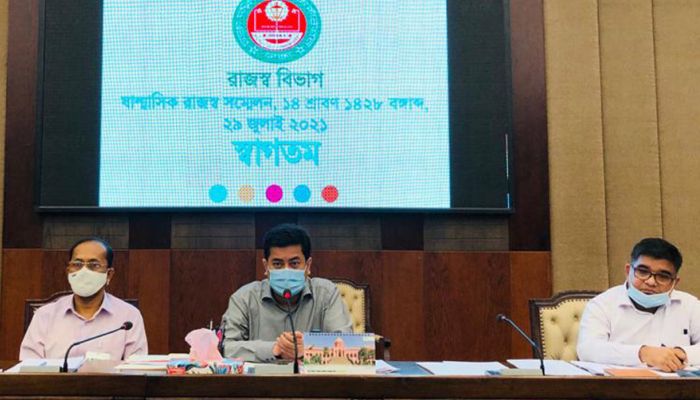 রাজস্ব বিভাগ
ষান্মাসিক রাজস্ব সম্মেলন, ১৪ শ্রাবণ ১৪২৮ বঙ্গাব্দ,
২৯ জুলাই ২০২১
স্বাগতম